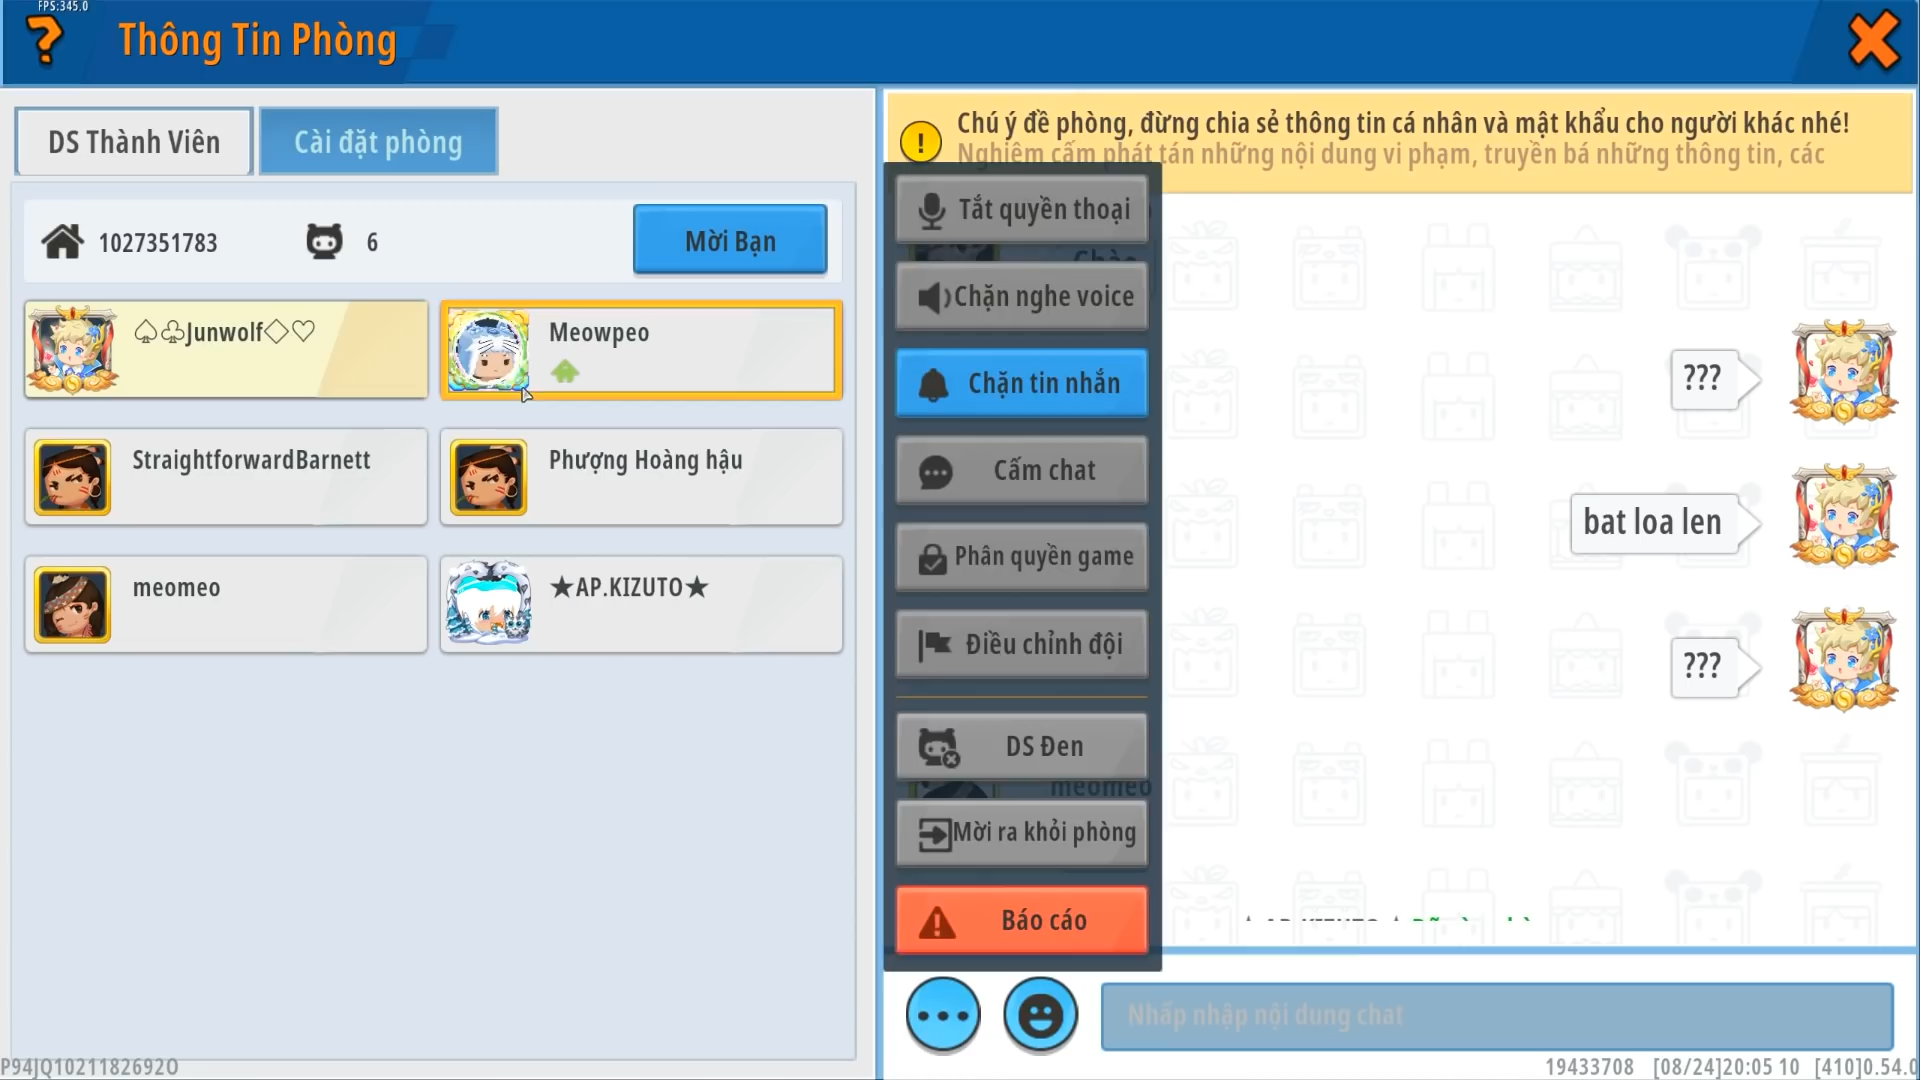 FPS:345.0
Thông Tin Phòng
DS Thành Viên
Cài đặt phòng
1027351783
6
Mời Bạn
♤♧Junwolf◇♡
Meowpeo
StraightforwardBarnett
Phượng Hoàng hậu
meomeo
★AP.KIZUTO★
Chú ý đề phòng, đừng chia sẻ thông tin cá nhân và mật khẩu cho người khác nhé!
Nghiêm cấm phát tán những nội dung vi phạm, truyền bá những thông tin, các
Tắt quyền thoại
Chặn nghe voice
Chặn tin nhắn
Cấm chat
Phân quyền game
Điều chỉnh đội
DS Đen
meomeo
Mời ra khỏi phòng
Báo cáo
???
bat loa len
???
Nhấp nhập nội dung chat
P94JQ10211826920
19433708 [08/24]20:05 10 [410]0.54.0